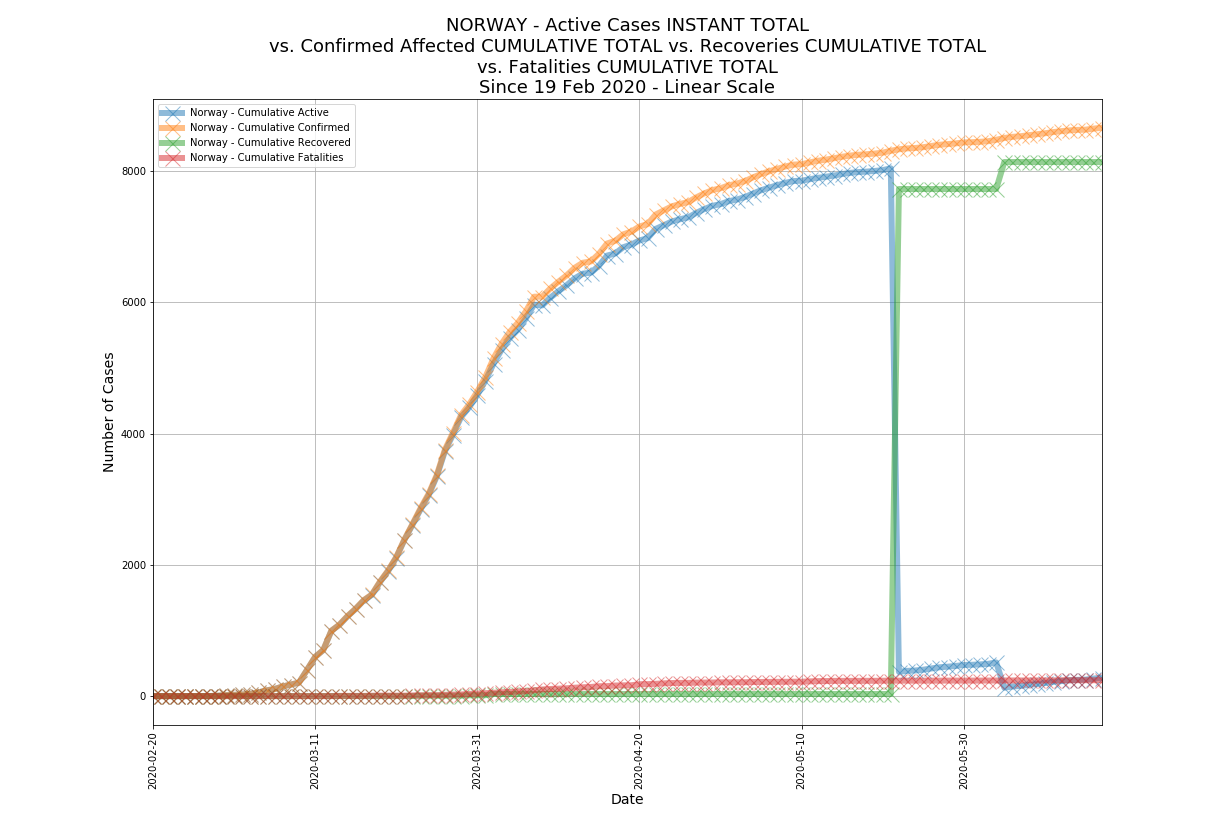 NORWAY - Active Cases INSTANT TOTAL
vs. Confirmed Affected CUMULATIVE TOTAL vs. Recoveries CUMULATIVE TOTAL
vs. Fatalities CUMULATIVE TOTAL
Since 19 Feb 2020 - Linear Scale
Norway - Cumulative Active
Norway - Cumulative Confirmed
Norway - Cumulative Recovered
Norway - Cumulative Fatalities
8000
6000
4000
2000
0
Number of Cases
2020-02-20
2020-03-11
2020-03-31
2020-04-20
2020-05-10
2020-05-30
Date